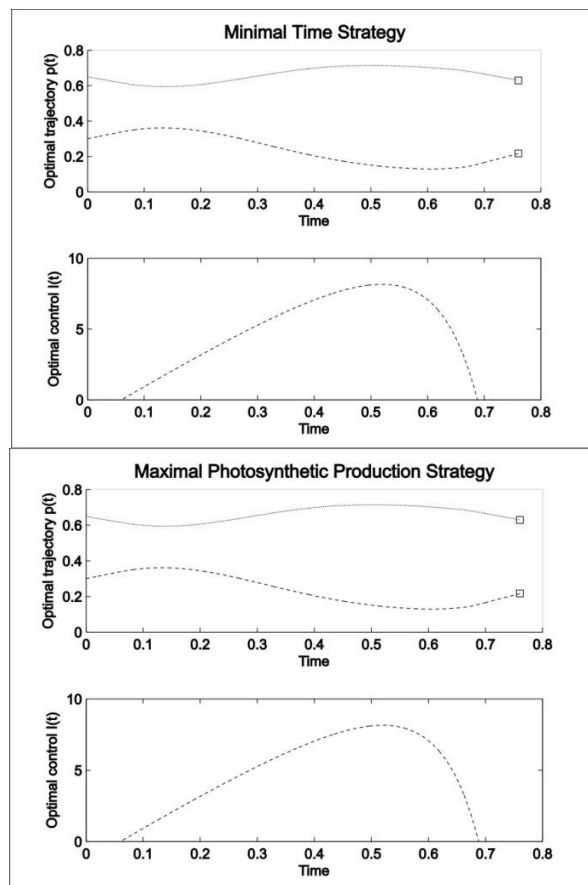 Minimal Time Strategy
Optimal trajectory p(t)
0.8
0.6
0.4
0.2
0
0 0.1 0.2 0.3 0.4 0.5 0.6 0.7 0.8
Time
Optimal control I(t)
10
5
0
0 0.1 0.2 0.3 0.4 0.5 0.6 0.7 0.8
Time
Maximal Photosynthetic Production Strategy
Optimal trajectory p(t)
0.8
0.6
0.4
0.2
0
0 0.1 0.2 0.3 0.4 0.5 0.6 0.7 0.8
Time
Optimal control I(t)
10
5
0
0 0.1 0.2 0.3 0.4 0.5 0.6 0.7 0.8
Time